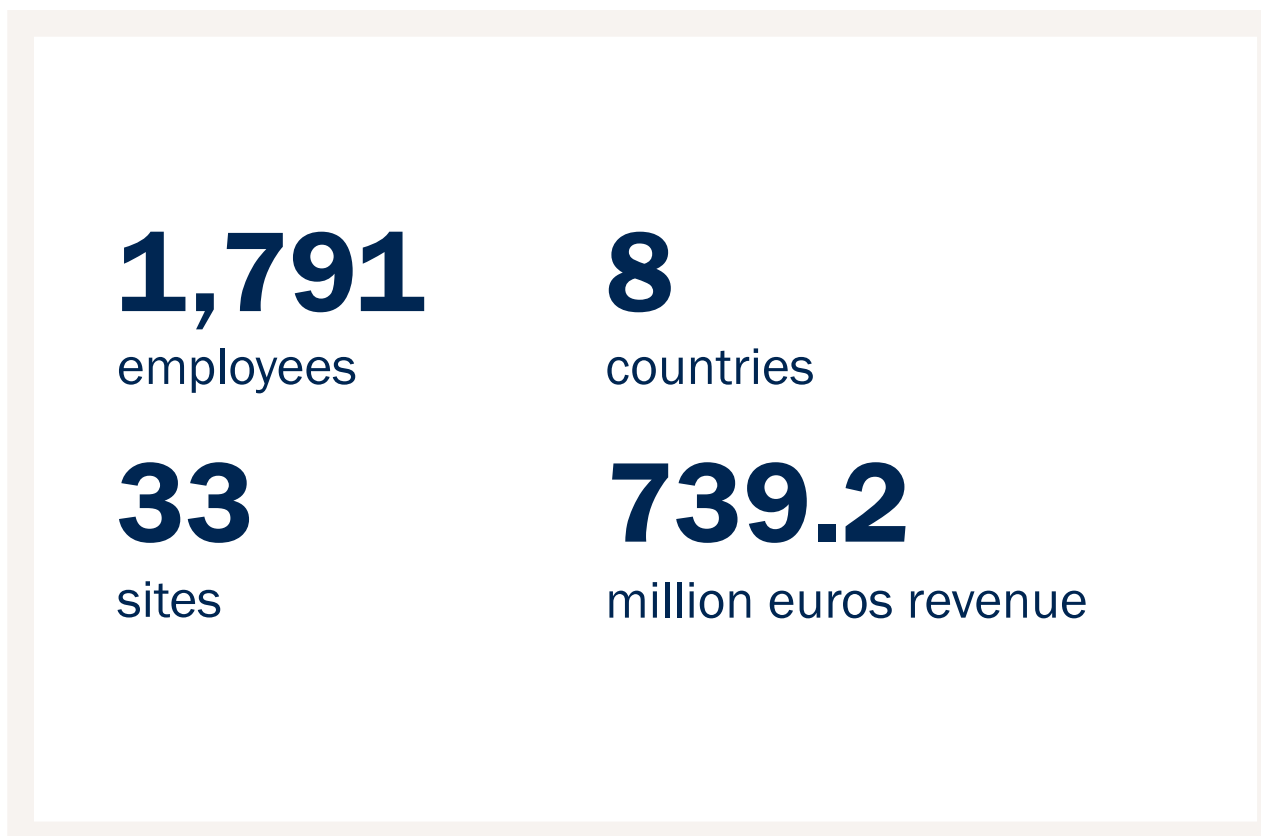 1,791
employees
8
countries
33
sites
739.2
million euros revenue